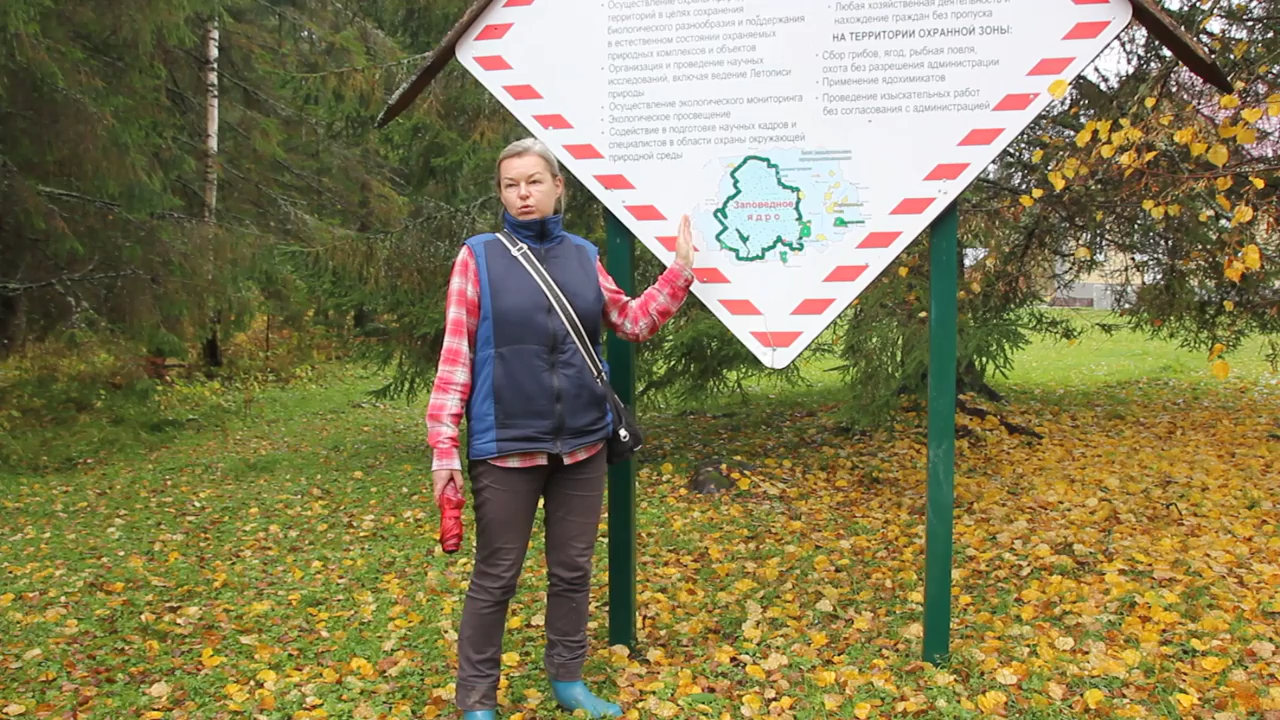 территорий в целях сохранения
биологического разнообразия и поддержания
в естественном состоянии охраняемых
природных комплексов и объектов
• Организация и проведение научных
исследований, включая ведение Летописи
природы
• Осуществление экологического мониторинга
• Экологическое просвещение
• Содействие в подготовке научных кадров и
специалистов в области охраны окружающей
природной среды
• Любая хозяйственная деятельность и
нахождение граждан без пропуска
НА ТЕРРИТОРИИ ОХРАННОЙ ЗОНЫ:
• Сбор грибов, ягод, рыбная ловля,
охота без разрешения администрации
• Применение ядохимикатов
• Проведение изыскательных работ
без согласования с администрацией
Заповедное
ядро